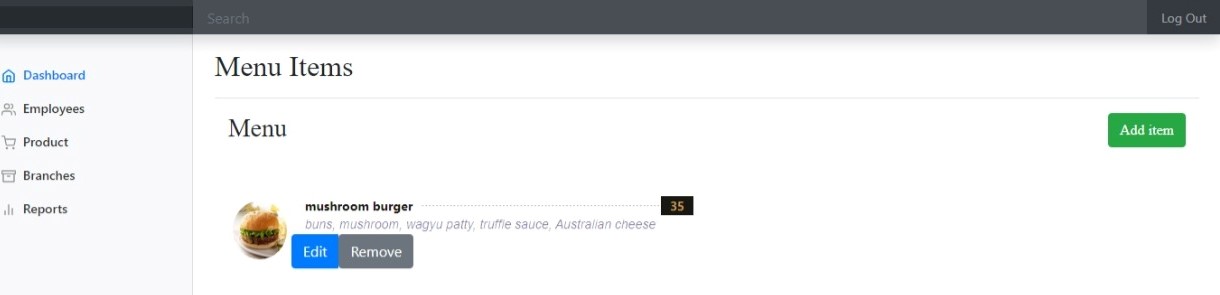 Search
Log Out
Dashboard
Employees
Product
Branches
Reports
Menu Items
Menu
Add item
mushroom burger 35
buns, mushroom, wagyu patty, truffle sauce, Australian cheese
Edit Remove